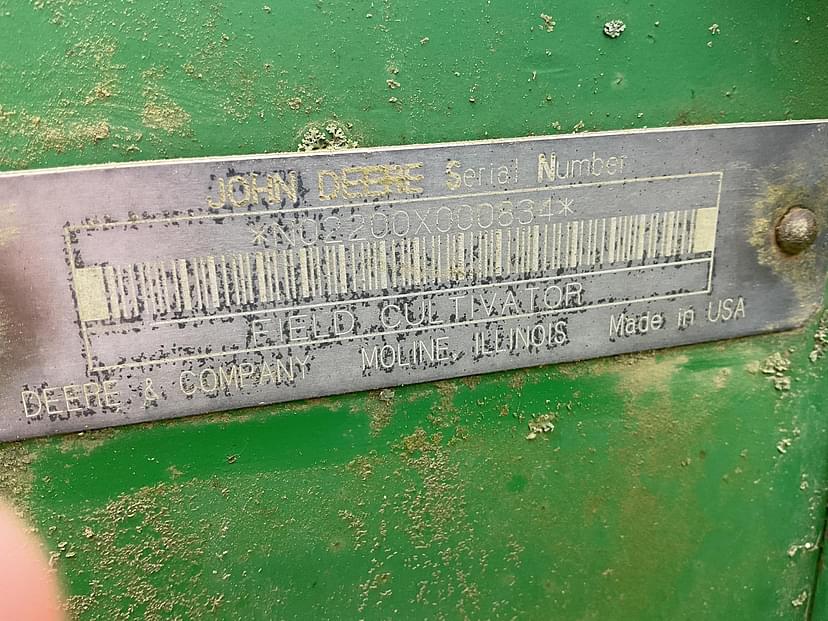 JOHN DEERE Serial Number
*N02200X000834*
FIELD CULTIVATOR
DEERE & COMPANY MOLINE, ILLINOIS Made in USA